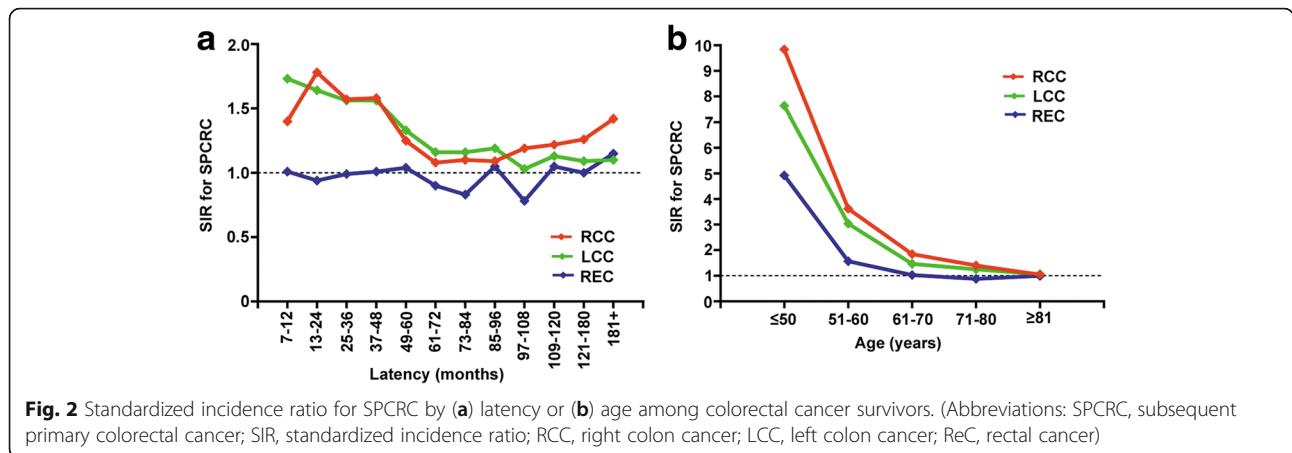 a
SIR for SPCRC
2.0
1.5
1.0
0.5
0
RCC
LCC
REC
7-12
13-24
25-36
37-48
49-60
61-72
73-84
85-96
97-108
109-120
121-180
181+
Latency (months)
b
SIR for SPCRC
10
9
8
7
6
5
4
3
2
1
0
RCC
LCC
REC
≤50
51-60
61-70
71-80
≥81
Age (years)
Fig. 2 Standardized incidence ratio for SPCRC by (a) latency or (b) age among colorectal cancer survivors. (Abbreviations: SPCRC, subsequent
primary colorectal cancer; SIR, standardized incidence ratio; RCC, right colon cancer; LCC, left colon cancer; ReC, rectal cancer)